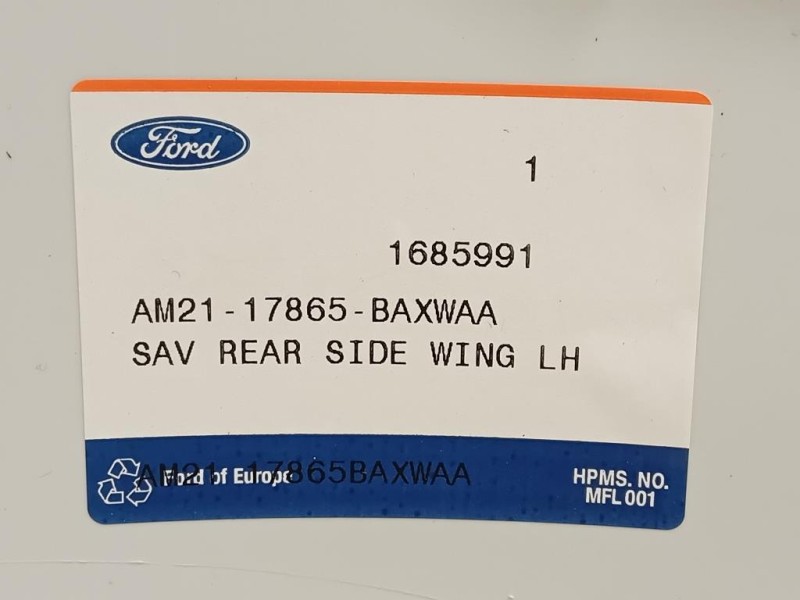 Ford
1
1685991
AM21-17865-BAXWAA
SAV REAR SIDE WING LH
Ford of Europe
AM21-17865BAXWAA
HPMS. NO.
MFL 001